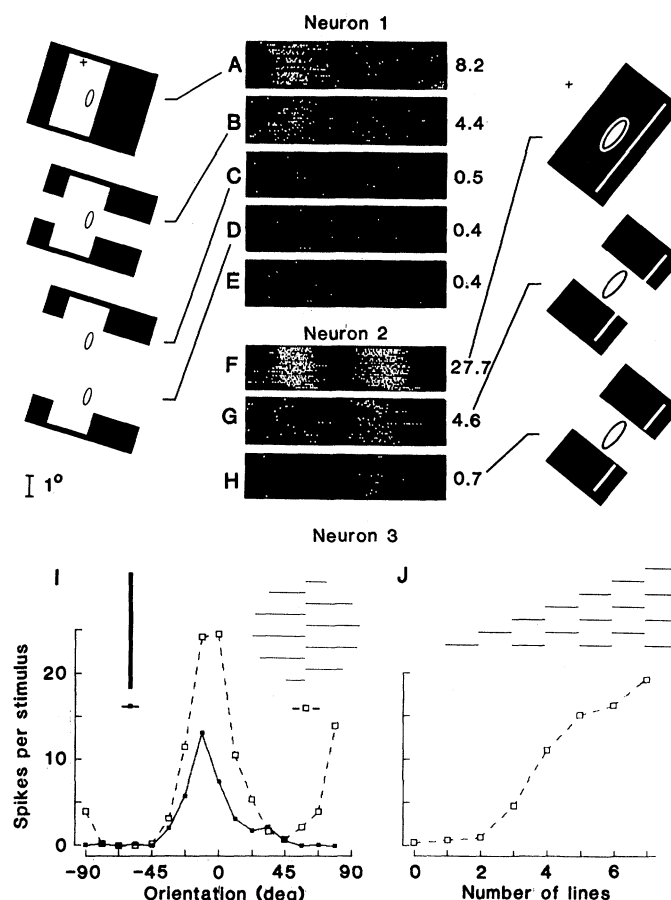 Neuron 1
A 8.2
B 4.4
C 0.5
D 0.4
E 0.4
Neuron 2
F 27.7
G 4.6
H 0.7
1°
Neuron 3
I J
20
10
0
Spikes per stimulus
-90 -45 0 45 90
0 2 4 6
Orientation (deg) Number of lines